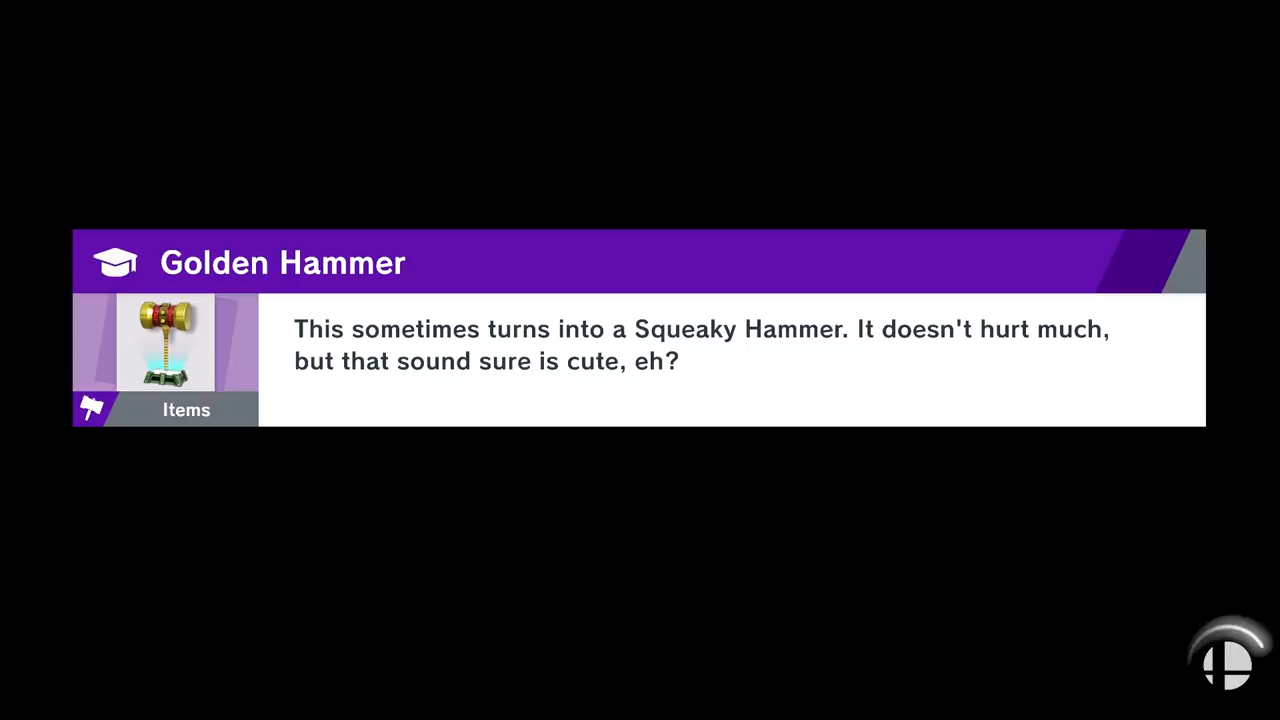 Golden Hammer
This sometimes turns into a Squeaky Hammer. It doesn't hurt much,
but that sound sure is cute, eh?
Items